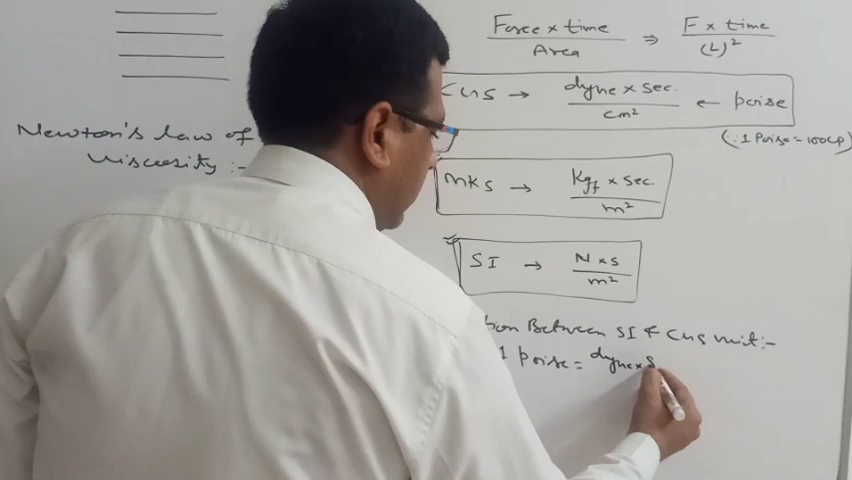 Newton's law of
Viscosity :-
Force × time / Area ⇒ F × time / (L)²
CGS → dyne × sec. / cm² ← poise
(∵ 1 Poise = 100 cp)
MKS → Kgf × sec. / m²
SI → N × s / m²
tion Between SI & CGS unit:-
1 poise = dyne × s